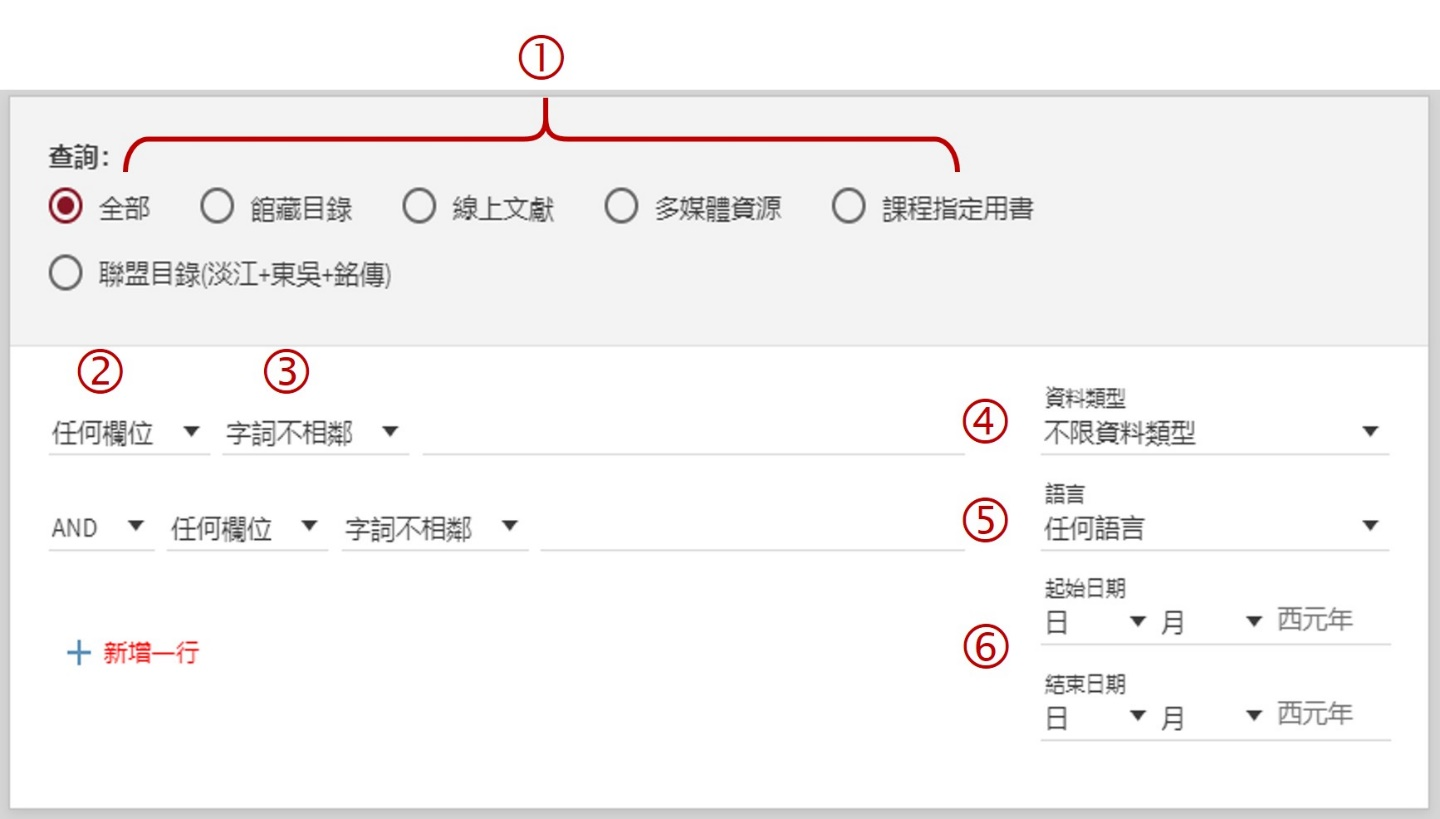 ①
查詢：
全部 館藏目錄 線上文獻 多媒體資源 課程指定用書
聯盟目錄(淡江+東吳+銘傳)
② ③
任何欄位 字詞不相鄰
AND 任何欄位 字詞不相鄰
新增一行
④ 資料類型
不限資料類型
⑤ 語言
任何語言
⑥ 起始日期
日 月 西元年
結束日期
日 月 西元年